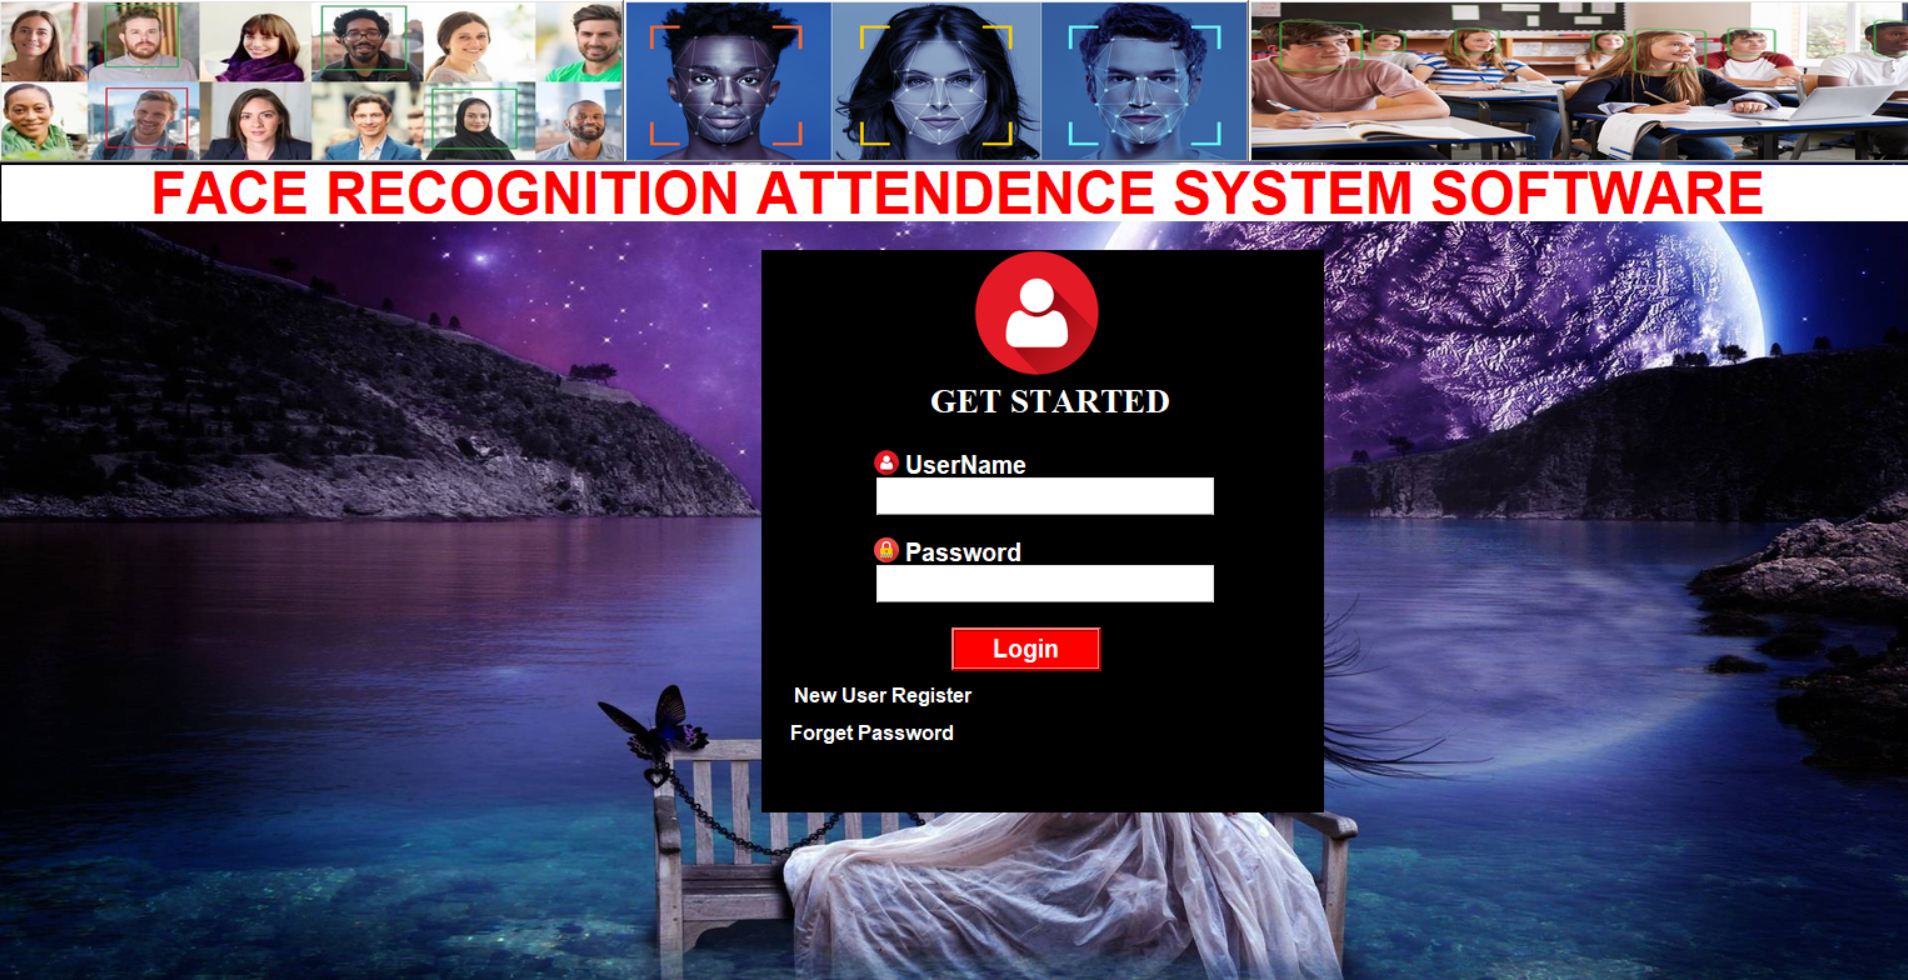 FACE RECOGNITION ATTENDENCE SYSTEM SOFTWARE
GET STARTED
UserName
Password
Login
New User Register
Forget Password